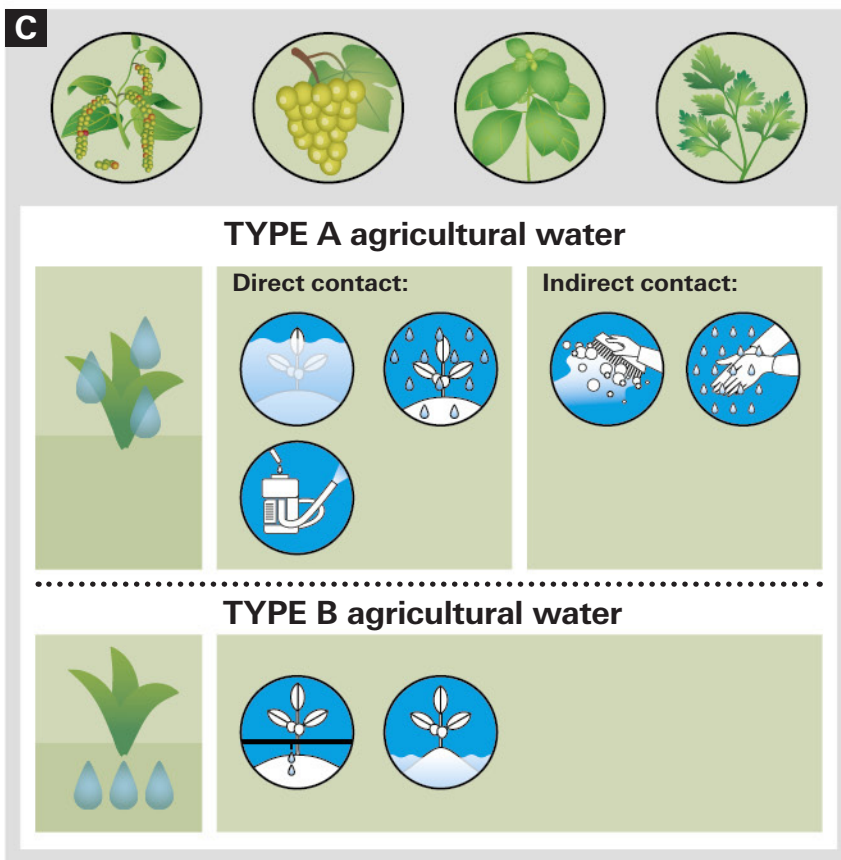 C
TYPE A agricultural water
Direct contact:
Indirect contact:
TYPE B agricultural water